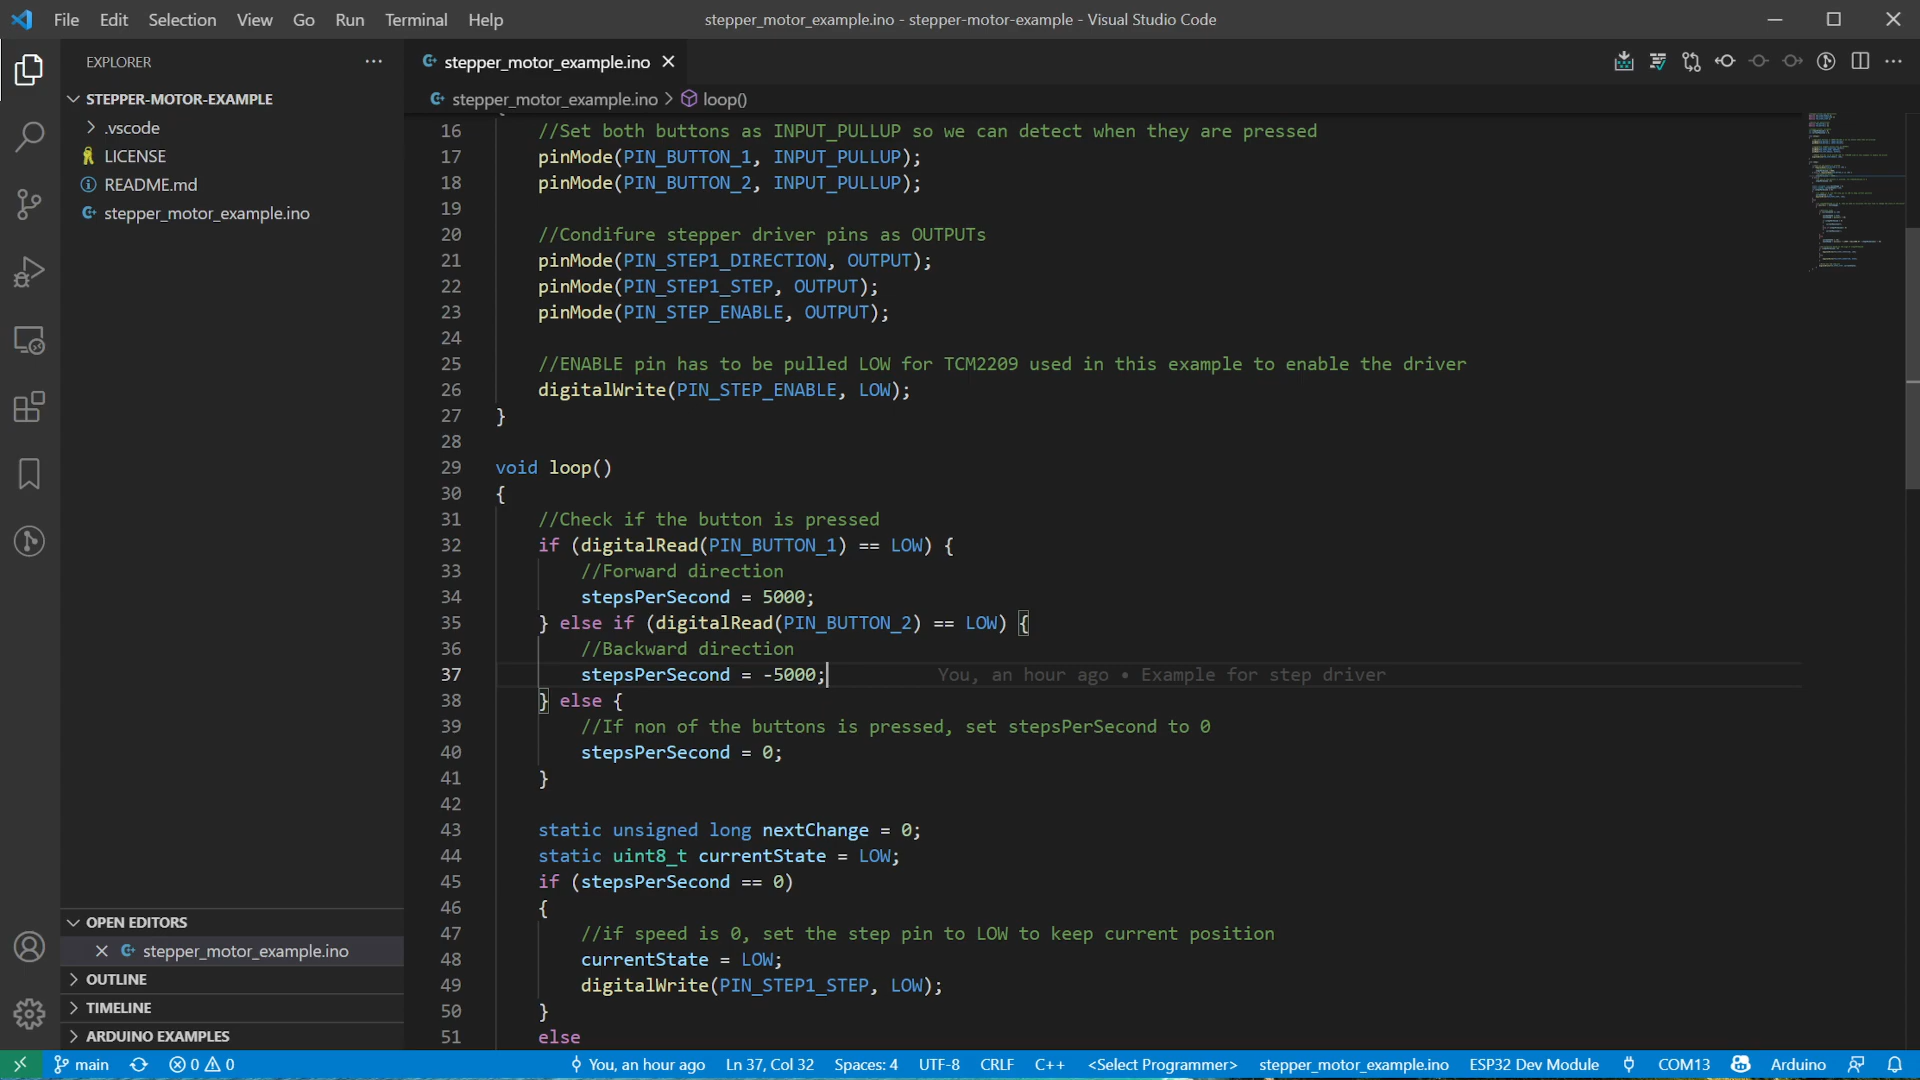 File Edit Selection View Go Run Terminal Help
stepper_motor_example.ino - stepper-motor-example - Visual Studio Code
EXPLORER
STEPPER-MOTOR-EXAMPLE
.vscode
LICENSE
README.md
stepper_motor_example.ino
OPEN EDITORS
stepper_motor_example.ino
OUTLINE
TIMELINE
ARDUINO EXAMPLES
stepper_motor_example.ino
stepper_motor_example.ino > loop()
16 //Set both buttons as INPUT_PULLUP so we can detect when they are pressed
17 pinMode(PIN_BUTTON_1, INPUT_PULLUP);
18 pinMode(PIN_BUTTON_2, INPUT_PULLUP);
19
20 //Condifure stepper driver pins as OUTPUTs
21 pinMode(PIN_STEP1_DIRECTION, OUTPUT);
22 pinMode(PIN_STEP1_STEP, OUTPUT);
23 pinMode(PIN_STEP_ENABLE, OUTPUT);
24
25 //ENABLE pin has to be pulled LOW for TCM2209 used in this example to enable the driver
26 digitalWrite(PIN_STEP_ENABLE, LOW);
27 }
28
29 void loop()
30 {
31 //Check if the button is pressed
32 if (digitalRead(PIN_BUTTON_1) == LOW) {
33 //Forward direction
34 stepsPerSecond = 5000;
35 } else if (digitalRead(PIN_BUTTON_2) == LOW) {
36 //Backward direction
37 stepsPerSecond = -5000; You, an hour ago • Example for step driver
38 } else {
39 //If non of the buttons is pressed, set stepsPerSecond to 0
40 stepsPerSecond = 0;
41 }
42
43 static unsigned long nextChange = 0;
44 static uint8_t currentState = LOW;
45 if (stepsPerSecond == 0)
46 {
47 //if speed is 0, set the step pin to LOW to keep current position
48 currentState = LOW;
49 digitalWrite(PIN_STEP1_STEP, LOW);
50 }
51 else
main 0 0 You, an hour ago Ln 37, Col 32 Spaces: 4 UTF-8 CRLF C++ <Select Programmer> stepper_motor_example.ino ESP32 Dev Module COM13 Arduino